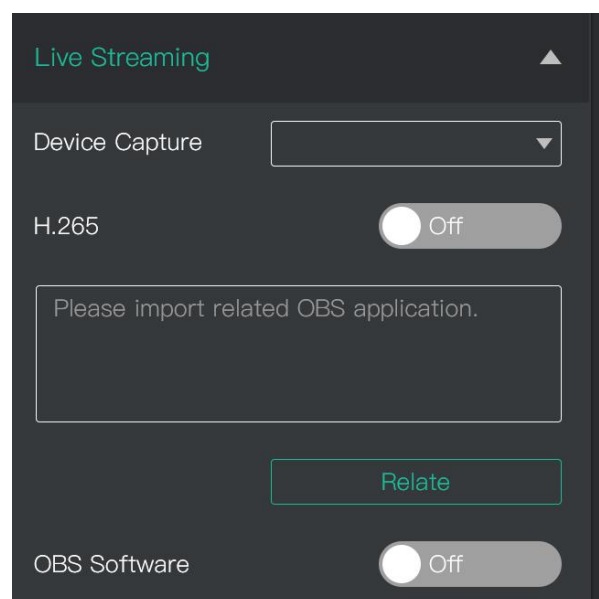 Live Streaming
Device Capture
H.265
Off
Please import related OBS application.
Relate
OBS Software
Off